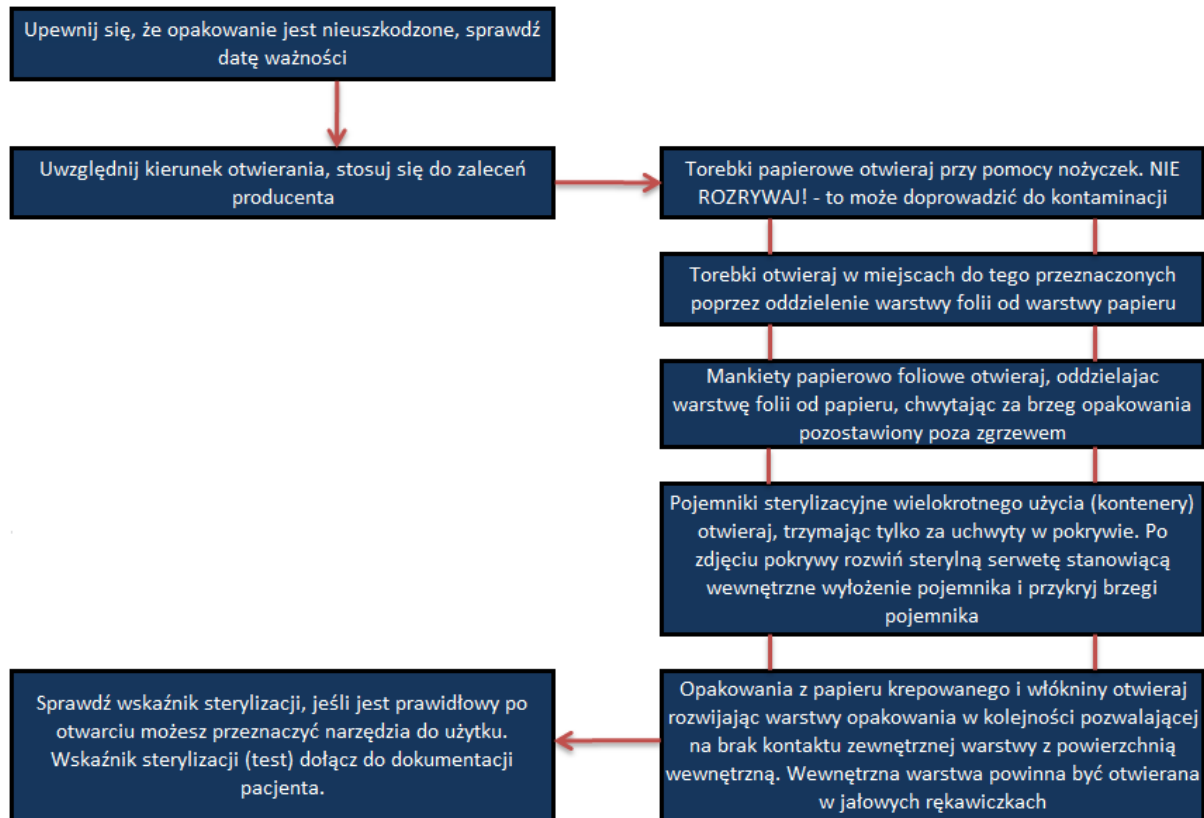 Upewnij się, że opakowanie jest nieuszkodzone, sprawdź
datę ważności
Uwzględnij kierunek otwierania, stosuj się do zaleceń
producenta
Torebki papierowe otwieraj przy pomocy nożyczek. NIE
ROZRYWAJ! - to może doprowadzić do kontaminacji
Torebki otwieraj w miejscach do tego przeznaczonych
poprzez oddzielenie warstwy folii od warstwy papieru
Mankiety papierowo foliowe otwieraj, oddzielajac
warstwę folii od papieru, chwytając za brzeg opakowania
pozostawiony poza zgrzewem
Pojemniki sterylizacyjne wielokrotnego użycia (kontenery)
otwieraj, trzymając tylko za uchwyty w pokrywie. Po
zdjęciu pokrywy rozwiń sterylną serwetę stanowiącą
wewnętrzne wyłożenie pojemnika i przykryj brzegi
pojemnika
Opakowania z papieru krepowanego i włókniny otwieraj
rozwijając warstwy opakowania w kolejności pozwalającej
na brak kontaktu zewnętrznej warstwy z powierzchnią
wewnętrzną. Wewnętrzna warstwa powinna być otwierana
w jałowych rękawiczkach
Sprawdź wskaźnik sterylizacji, jeśli jest prawidłowy po
otwarciu możesz przeznaczyć narzędzia do użytku.
Wskaźnik sterylizacji (test) dołącz do dokumentacji
pacjenta.